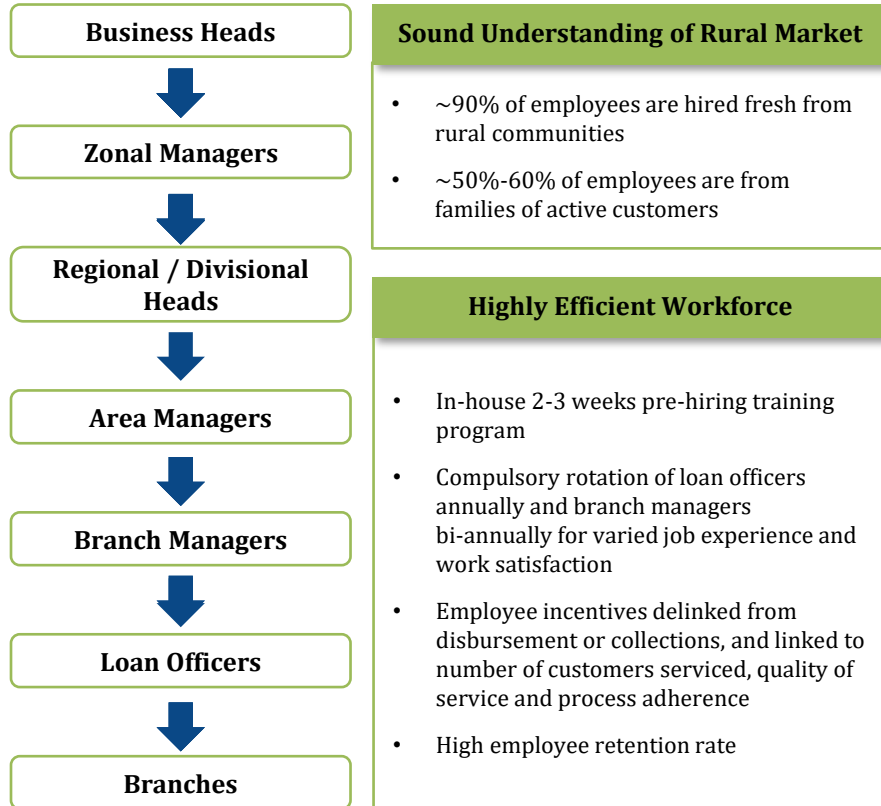 Business Heads
Zonal Managers
Regional / Divisional
Heads
Area Managers
Branch Managers
Loan Officers
Branches
Sound Understanding of Rural Market
• ~90% of employees are hired fresh from
rural communities
• ~50%-60% of employees are from
families of active customers
Highly Efficient Workforce
• In-house 2-3 weeks pre-hiring training
program
• Compulsory rotation of loan officers
annually and branch managers
bi-annually for varied job experience and
work satisfaction
• Employee incentives delinked from
disbursement or collections, and linked to
number of customers serviced, quality of
service and process adherence
• High employee retention rate